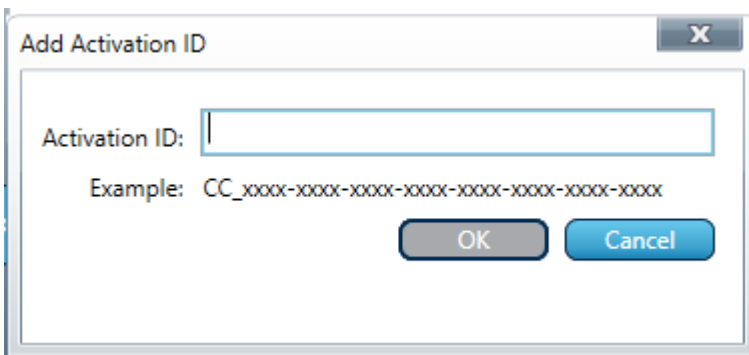 Add Activation ID
X
Activation ID:
Example: CC_xxxx-xxxx-xxxx-xxxx-xxxx-xxxx-xxxx-xxxx
OK Cancel